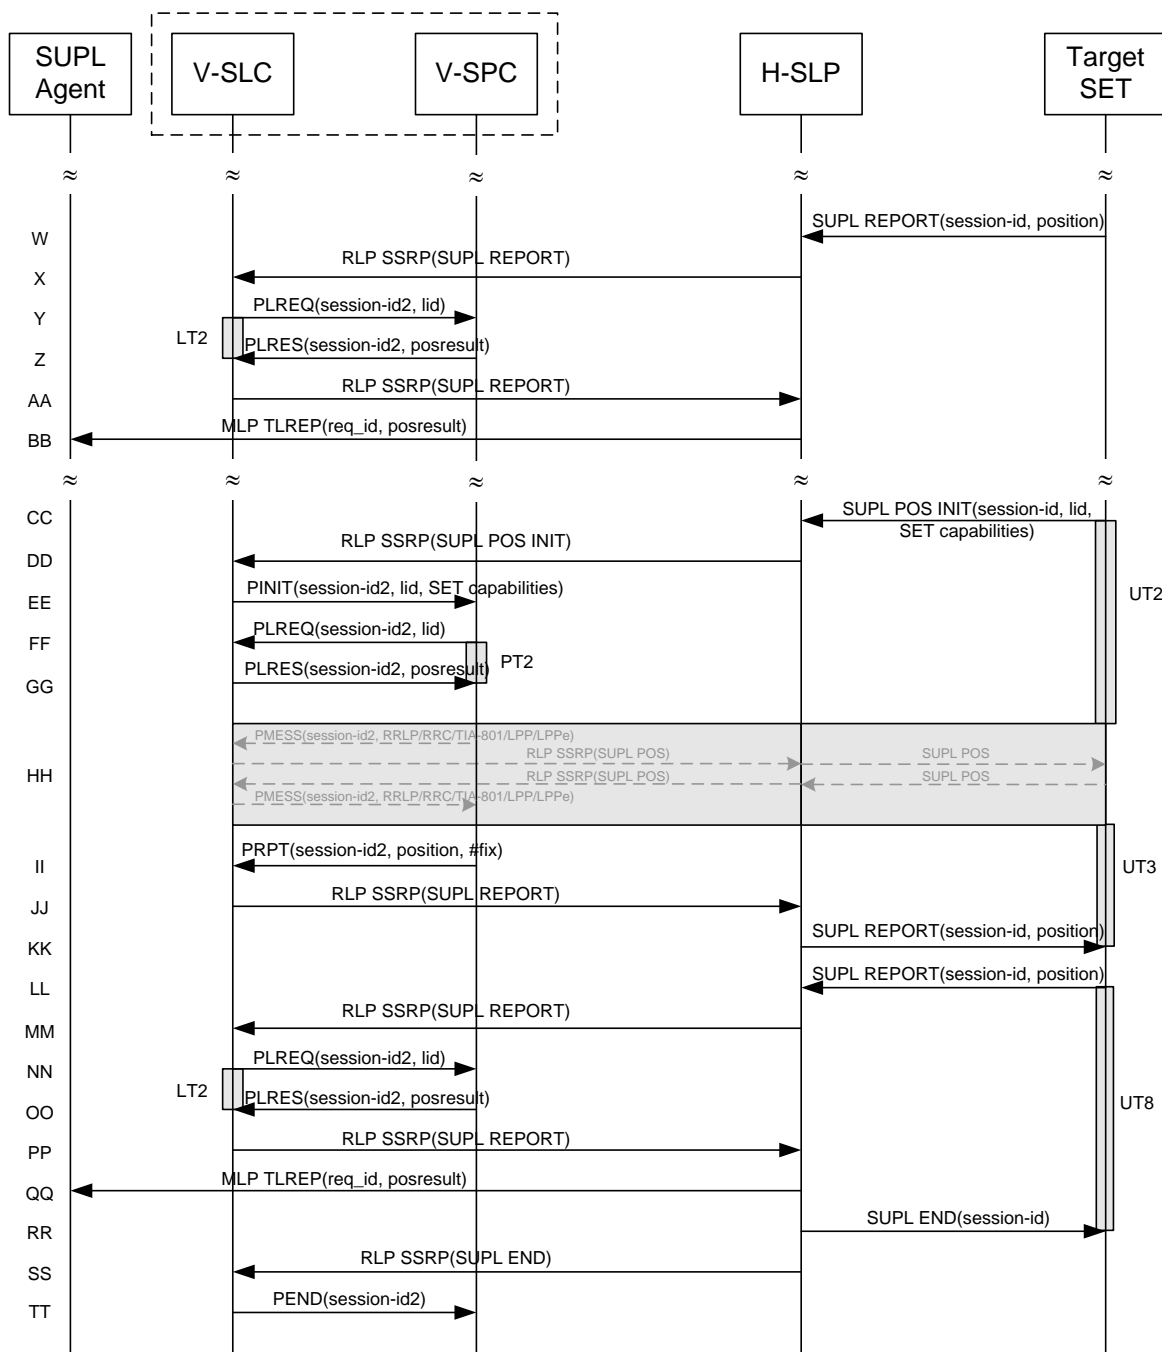 SUPL
Agent
V-SLC
V-SPC
H-SLP
Target
SET
≈ ≈ ≈ ≈ ≈
W
SUPL REPORT(session-id, position)
X
RLP SSRP(SUPL REPORT)
Y
PLREQ(session-id2, lid)
LT2
Z
PLRES(session-id2, posresult)
AA
RLP SSRP(SUPL REPORT)
BB
MLP TLREP(req_id, posresult)
≈ ≈ ≈ ≈ ≈
CC
SUPL POS INIT(session-id, lid,
SET capabilities)
DD
RLP SSRP(SUPL POS INIT)
EE
PINIT(session-id2, lid, SET capabilities)
UT2
FF
PLREQ(session-id2, lid)
PT2
GG
PLRES(session-id2, posresult)
HH
PMESS(session-id2, RRLP/RRC/TIA-801/LPP/LPPe)
RLP SSRP(SUPL POS)
SUPL POS
RLP SSRP(SUPL POS)
SUPL POS
PMESS(session-id2, RRLP/RRC/TIA-801/LPP/LPPe)
II
PRPT(session-id2, position, #fix)
UT3
JJ
RLP SSRP(SUPL REPORT)
KK
SUPL REPORT(session-id, position)
LL
SUPL REPORT(session-id, position)
MM
RLP SSRP(SUPL REPORT)
NN
PLREQ(session-id2, lid)
LT2
OO
PLRES(session-id2, posresult)
UT8
PP
RLP SSRP(SUPL REPORT)
QQ
MLP TLREP(req_id, posresult)
RR
SUPL END(session-id)
SS
RLP SSRP(SUPL END)
TT
PEND(session-id2)